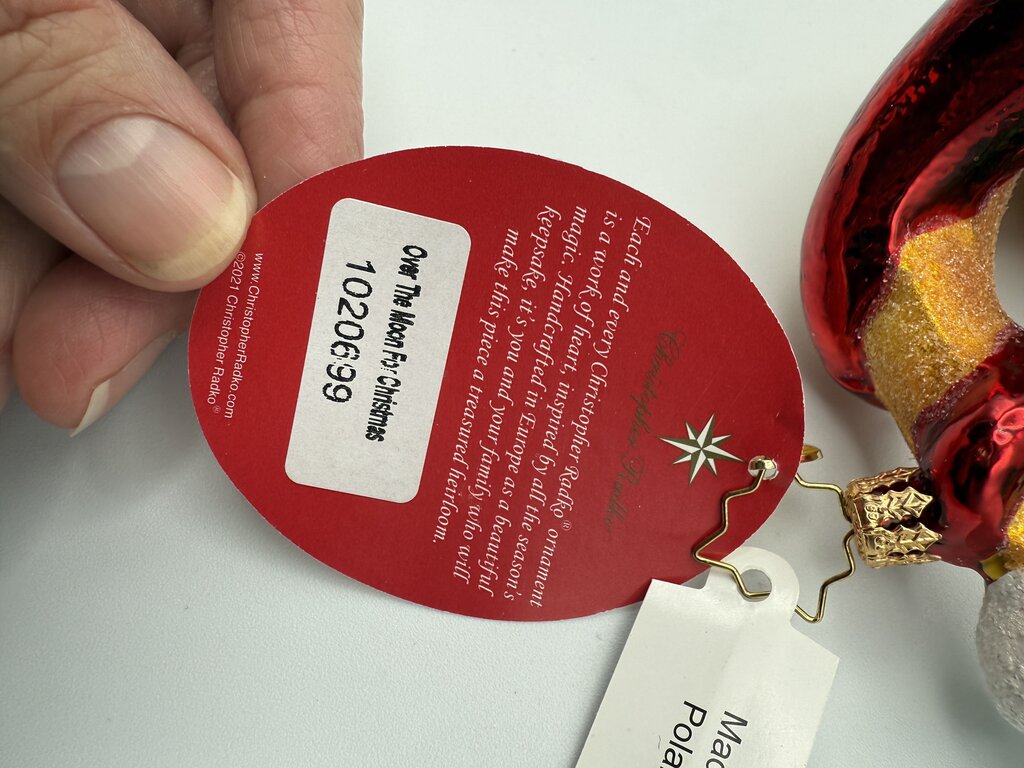 Christopher Radko
Each and every Christopher Radko® ornament
is a work of heart, inspired by all the season's
magic. Handcrafted in Europe as a beautiful
keepsake, it's you and your family who will
make this piece a treasured heirloom.
Over The Moon For Christmas
1020699
www.ChristopherRadko.com
©2021 Christopher Radko®
Mad
Pola